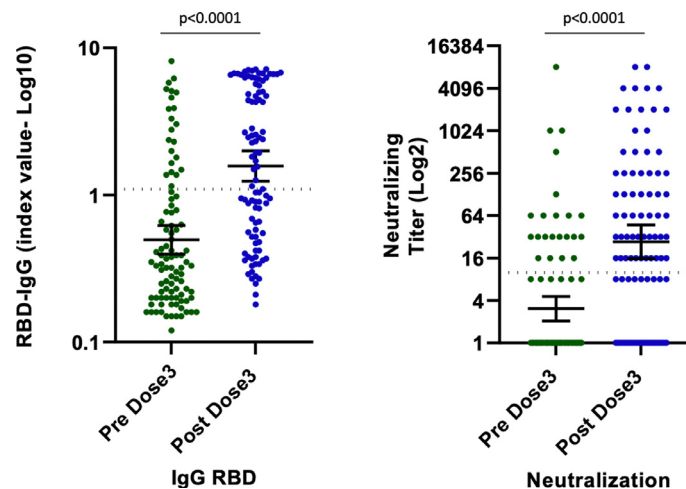 p<0.0001
RBD-IgG (index value- Log10)
10
1
0.1
Pre Dose3
Post Dose3
IgG RBD
p<0.0001
Neutralizing
Titer (Log2)
16384
4096
1024
256
64
16
4
1
Pre Dose3
Post Dose3
Neutralization